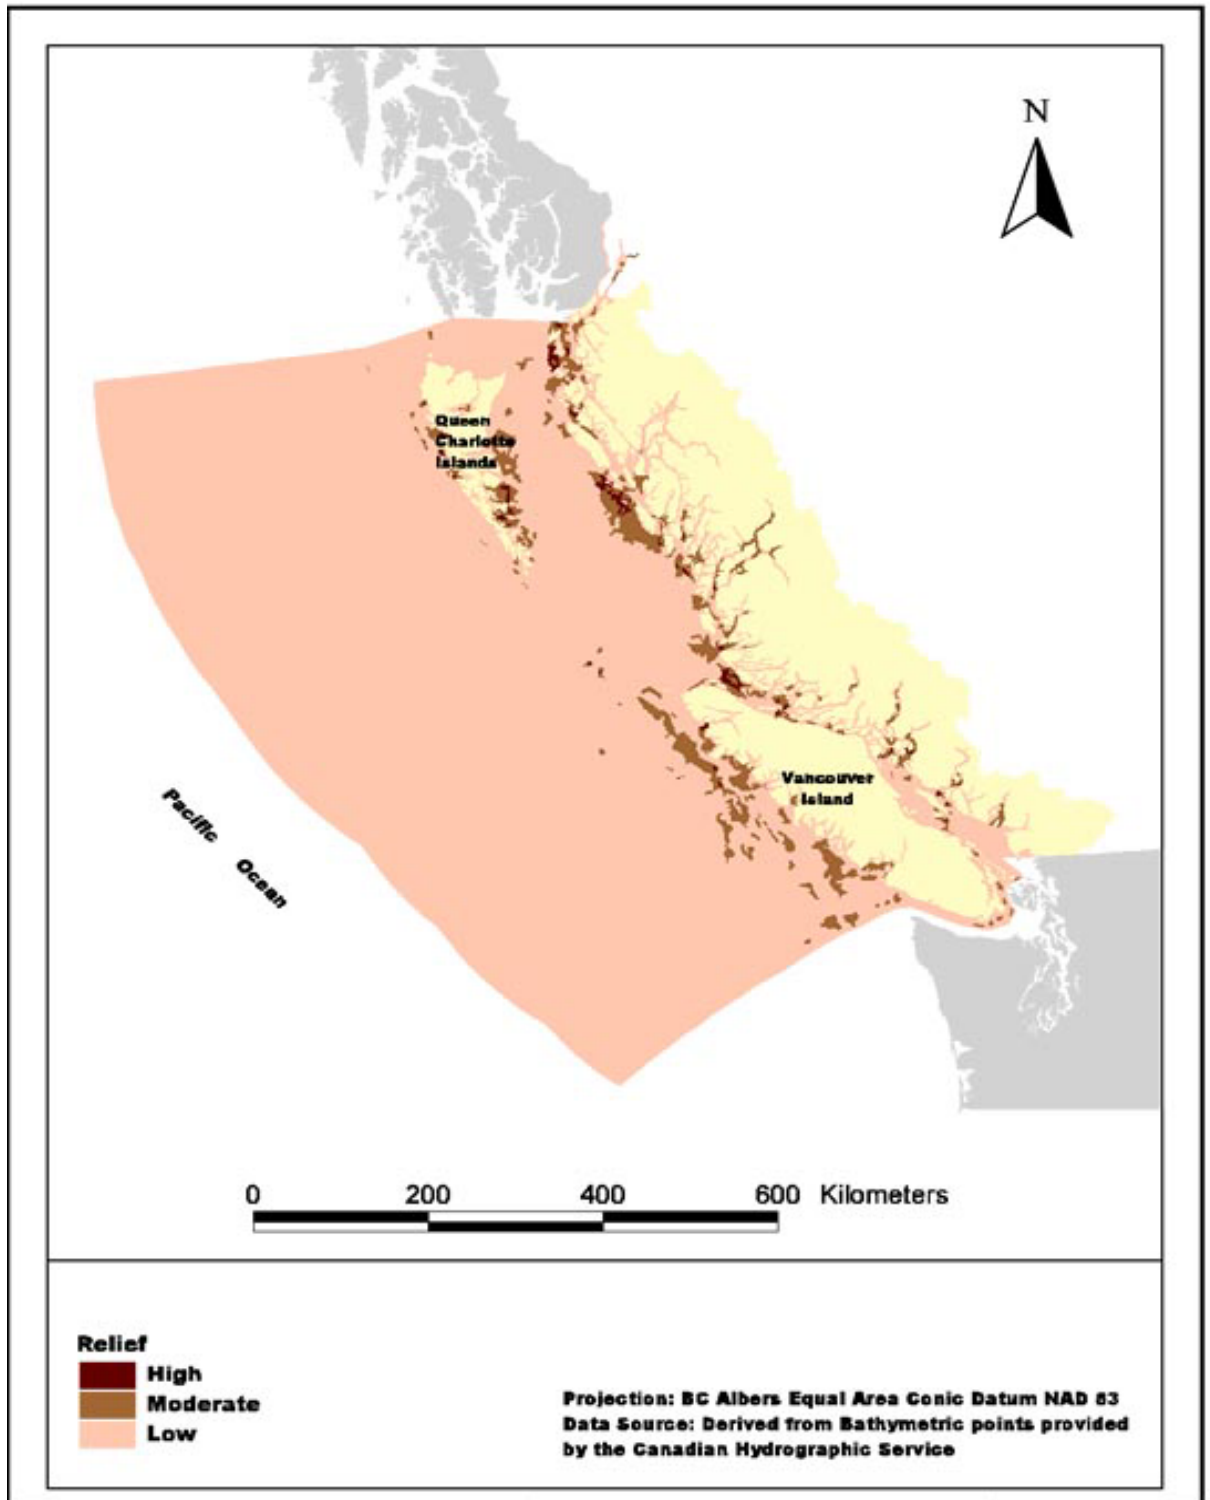 N
Queen
Charlotte
Islands
Vancouver
Island
Pacific Ocean
0 200 400 600 Kilometers
Relief
High
Moderate
Low
Projection: BC Albers Equal Area Conic Datum NAD 83
Data Source: Derived from Bathymetric points provided
by the Canadian Hydrographic Service